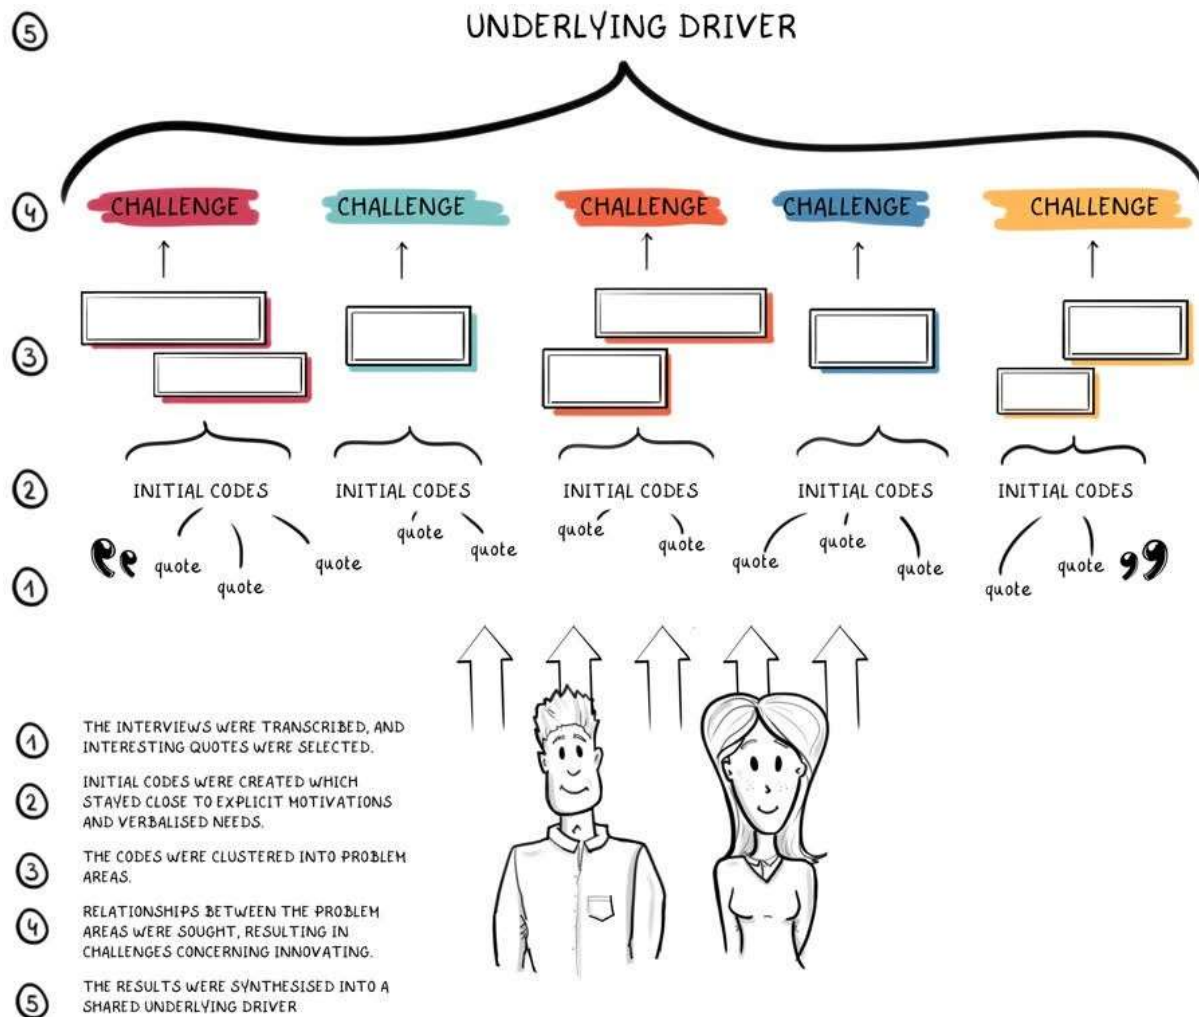 5 UNDERLYING DRIVER
4 CHALLENGE CHALLENGE CHALLENGE CHALLENGE CHALLENGE
3
2 INITIAL CODES INITIAL CODES INITIAL CODES INITIAL CODES INITIAL CODES
quote quote quote quote quote quote quote quote quote quote quote quote
1
1 THE INTERVIEWS WERE TRANSCRIBED, AND
INTERESTING QUOTES WERE SELECTED.
2 INITIAL CODES WERE CREATED WHICH
STAYED CLOSE TO EXPLICIT MOTIVATIONS
AND VERBALISED NEEDS.
3 THE CODES WERE CLUSTERED INTO PROBLEM
AREAS.
4 RELATIONSHIPS BETWEEN THE PROBLEM
AREAS WERE SOUGHT, RESULTING IN
CHALLENGES CONCERNING INNOVATING.
5 THE RESULTS WERE SYNTHESISED INTO A
SHARED UNDERLYING DRIVER